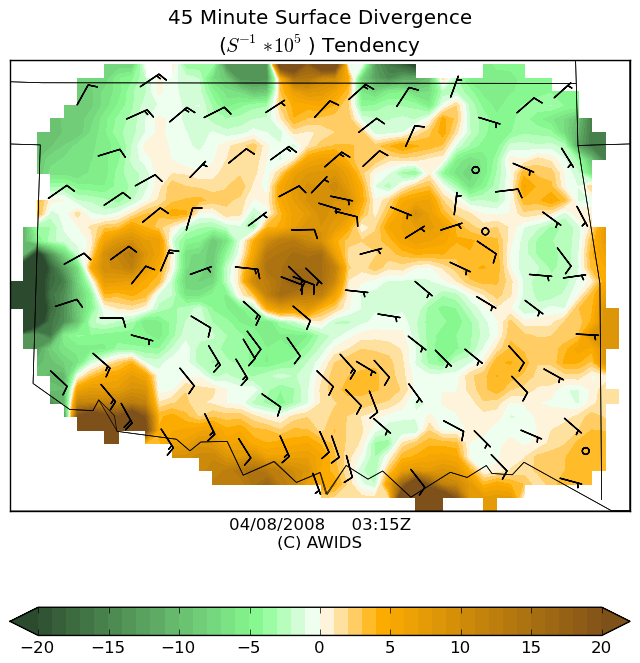 45 Minute Surface Divergence
(S⁻¹ * 10⁵ ) Tendency
04/08/2008 03:15Z
(C) AWIDS
−20 −15 −10 −5 0 5 10 15 20